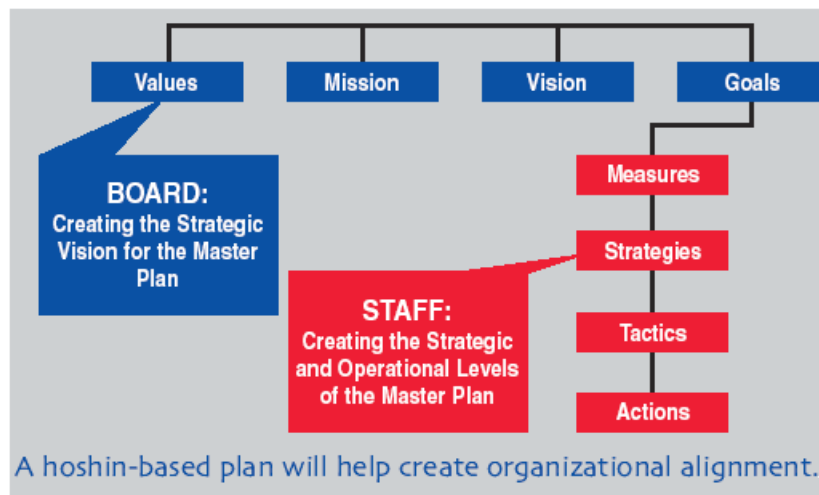 Values
Mission
Vision
Goals
BOARD:
Creating the Strategic
Vision for the Master
Plan
Measures
Strategies
STAFF:
Creating the Strategic
and Operational Levels
of the Master Plan
Tactics
Actions
A hoshin-based plan will help create organizational alignment.